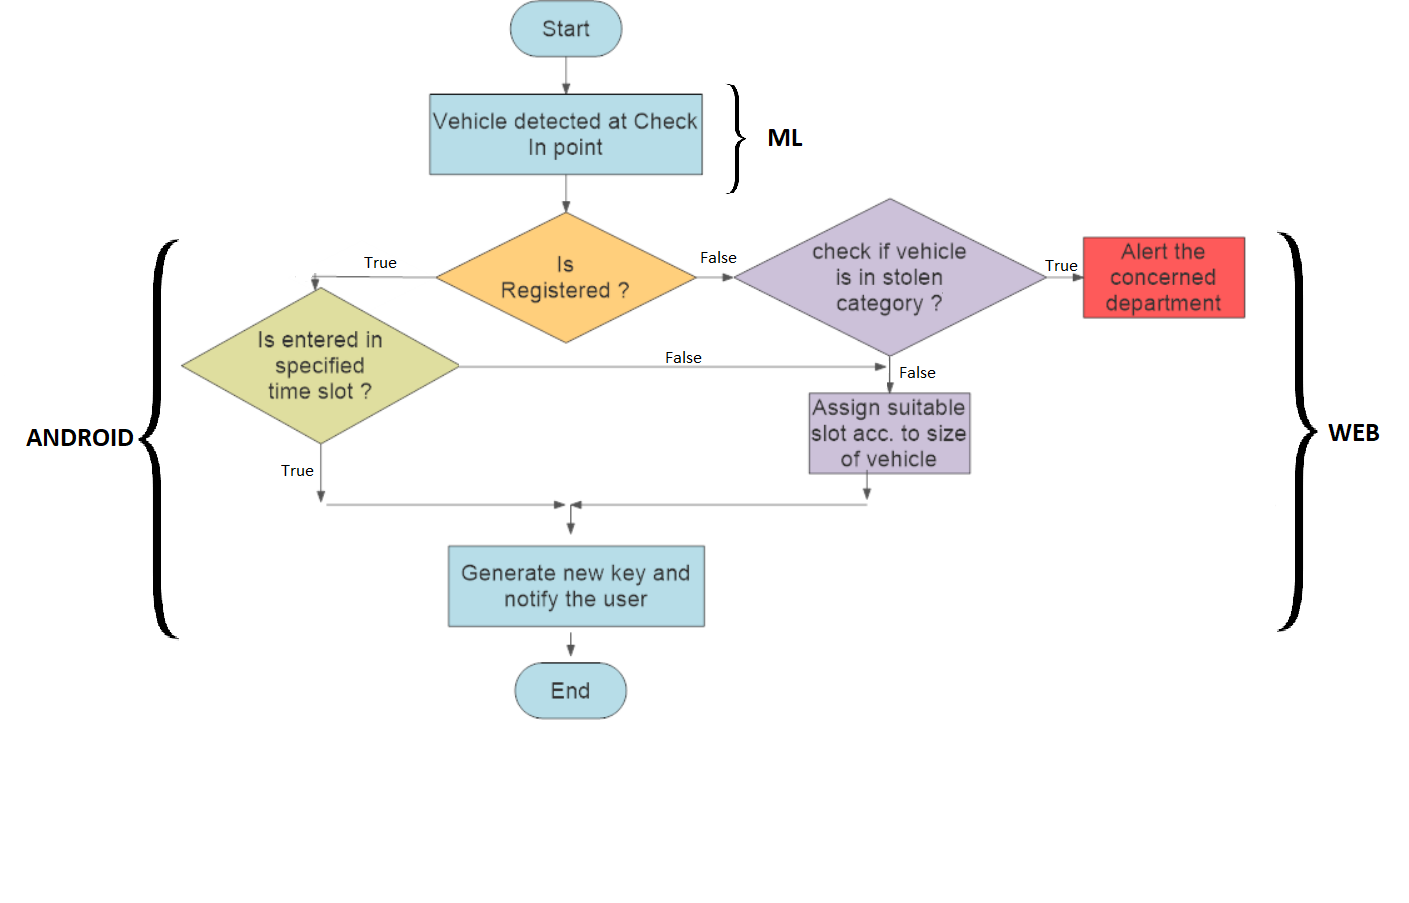 Start
Vehicle detected at Check
In point
ML
Is
Registered ?
True
False
check if vehicle
is in stolen
category ?
True
Alert the
concerned
department
Is entered in
specified
time slot ?
False
False
Assign suitable
slot acc. to size
of vehicle
ANDROID
WEB
True
Generate new key and
notify the user
End